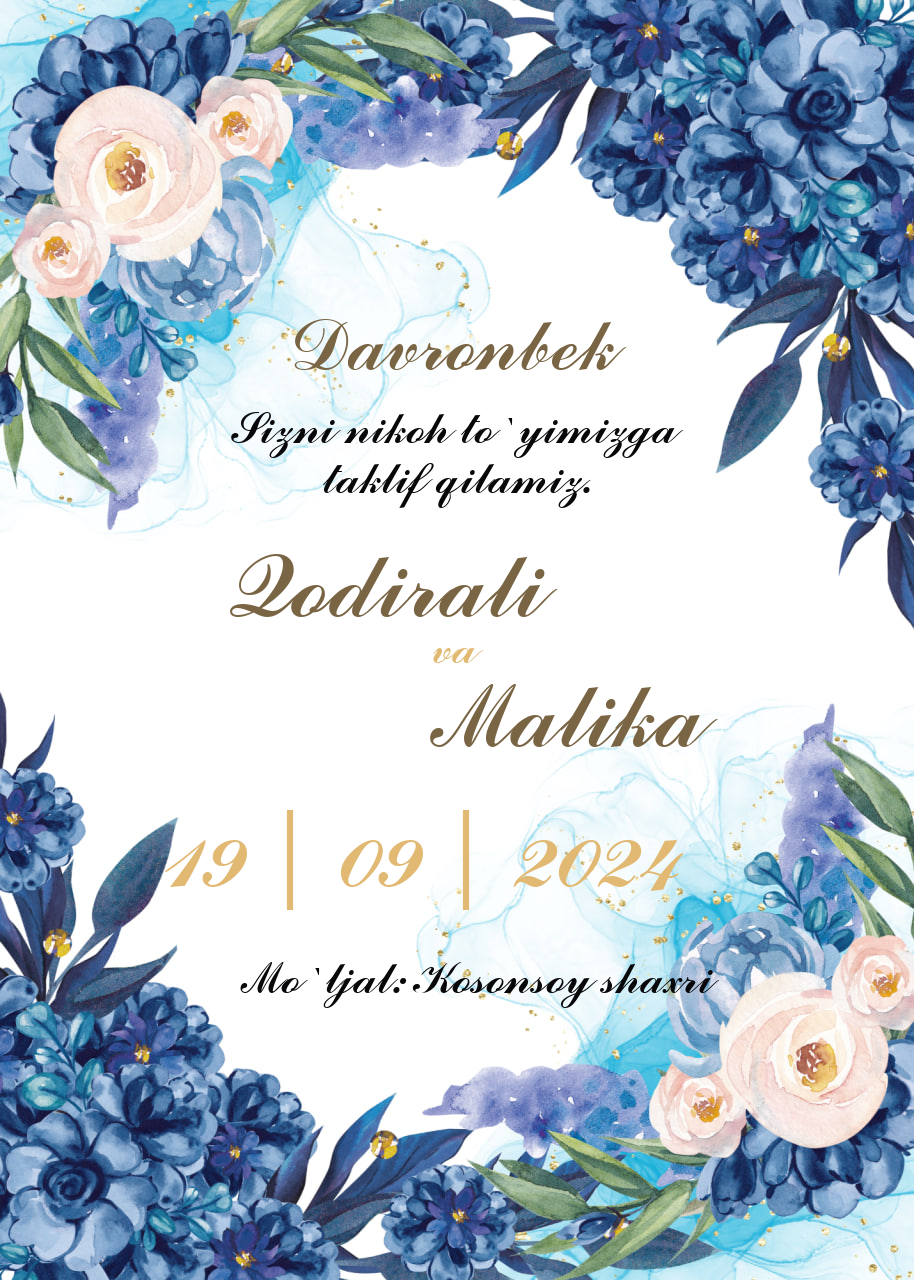 Davronbek
Sizni nikoh to`yimizga
taklif qilamiz.
Qodirali
va
Malika
19 | 09 | 2024
Mo`ljal: Kosonsoy shaxri